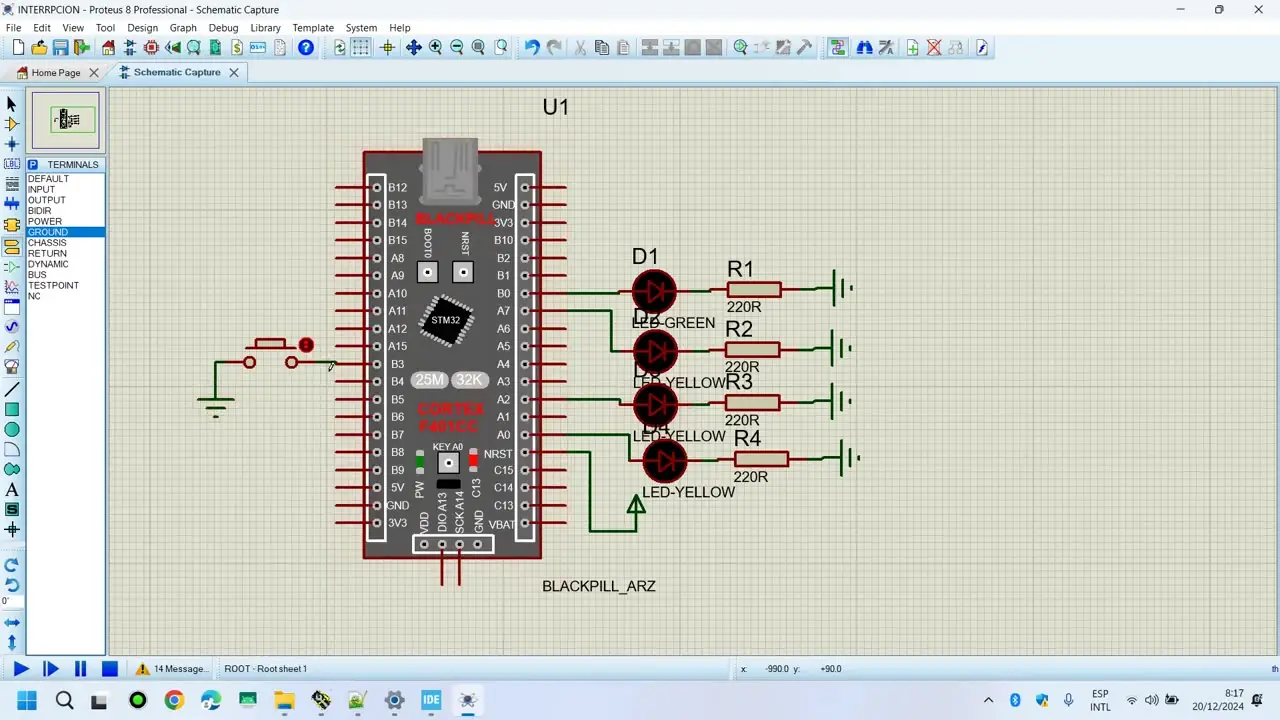 INTERRPCION - Proteus 8 Professional - Schematic Capture
File Edit View Tool Design Graph Debug Library Template System Help
Home Page
Schematic Capture
TERMINALS
DEFAULT
INPUT
OUTPUT
BIDIR
POWER
GROUND
CHASSIS
RETURN
DYNAMIC
BUS
TESTPOINT
NC
U1
B12
B13
B14
B15
A8
A9
A10
A11
A12
A15
B3
B4
B5
B6
B7
B8
B9
5V
GND
3V3
BLACKPILL
BOOT0
NRST
STM32
25M
32K
CORTEX
F401CC
KEY A0
PW
C13
VDD
DIO A13
SCK A14
GND
5V
GND
3V3
B10
B2
B1
B0
A7
A6
A5
A4
A3
A2
A1
A0
NRST
C15
C14
C13
VBAT
BLACKPILL_ARZ
D1
LED-GREEN
R1
220R
D2
LED-YELLOW
R2
220R
D3
LED-YELLOW
R3
220R
D4
LED-YELLOW
R4
220R
0°
14 Message...
ROOT - Root sheet 1
x: -990.0 y: +90.0
th
IDE
ESP
INTL
8:17
20/12/2024